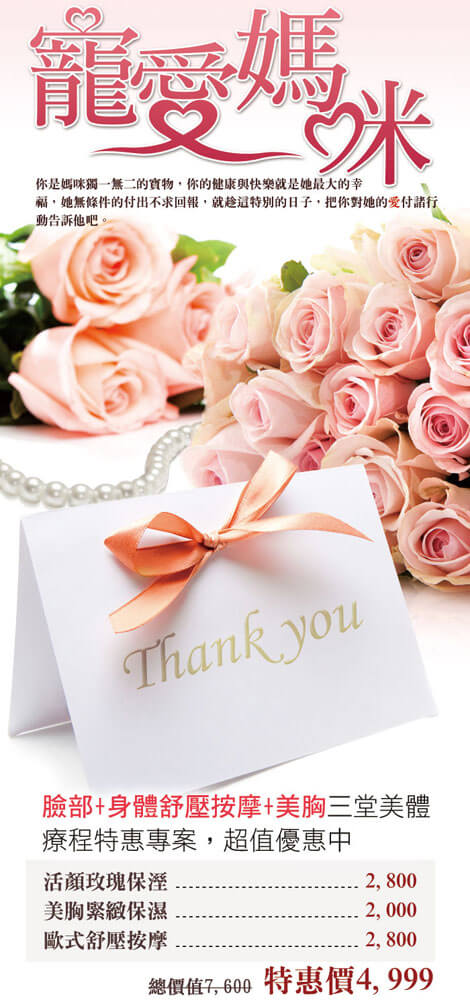 寵愛媽咪
你是媽咪獨一無二的寶物，你的健康與快樂就是她最大的幸
福，她無條件的付出不求回報，就趁這特別的日子，把你對她的愛付諸行
動告訴他吧。
Thank you
臉部+身體舒壓按摩+美胸三堂美體
療程特惠專案，超值優惠中
活顏玫瑰保溼 ........................ 2, 800
美胸緊緻保濕 ........................ 2, 000
歐式舒壓按摩 ........................ 2, 800
總價值7, 600 特惠價4, 999